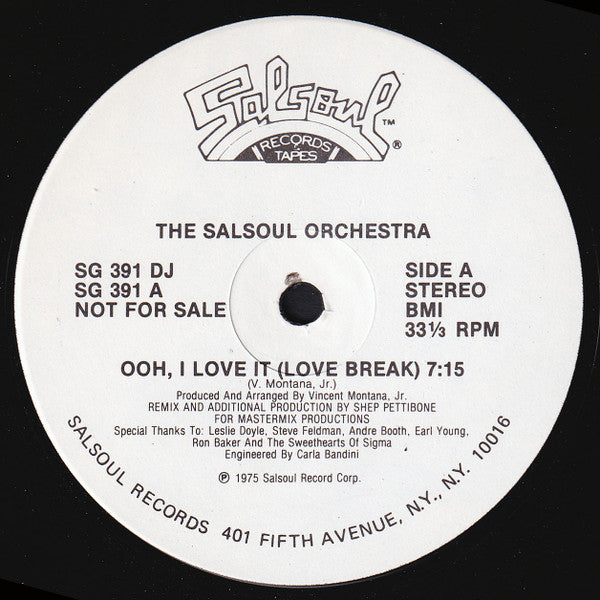 Salsoul ™
RECORDS & TAPES ®
THE SALSOUL ORCHESTRA
SG 391 DJ
SG 391 A
NOT FOR SALE
SIDE A
STEREO
BMI
33⅓ RPM
OOH, I LOVE IT (LOVE BREAK) 7:15
(V. Montana, Jr.)
Produced And Arranged By Vincent Montana, Jr.
REMIX AND ADDITIONAL PRODUCTION BY SHEP PETTIBONE
FOR MASTERMIX PRODUCTIONS
Special Thanks To: Leslie Doyle, Steve Feldman, Andre Booth, Earl Young,
Ron Baker And The Sweethearts Of Sigma
Engineered By Carla Bandini
℗ 1975 Salsoul Record Corp.
SALSOUL RECORDS 401 FIFTH AVENUE, N.Y., N.Y. 10016